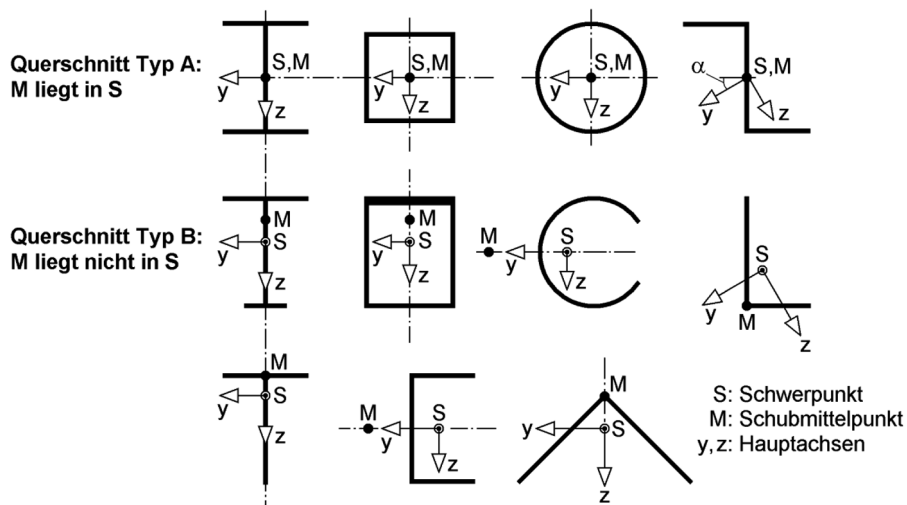 Querschnitt Typ A:
M liegt in S
S,M
y
z
S,M
y
z
S,M
y
z
α
S,M
y
z
Querschnitt Typ B:
M liegt nicht in S
M
S
y
z
M
S
y
z
M
S
y
z
S
y
M
z
M
S
y
z
M
S
y
z
M
S
y
z
S: Schwerpunkt
M: Schubmittelpunkt
y,z: Hauptachsen